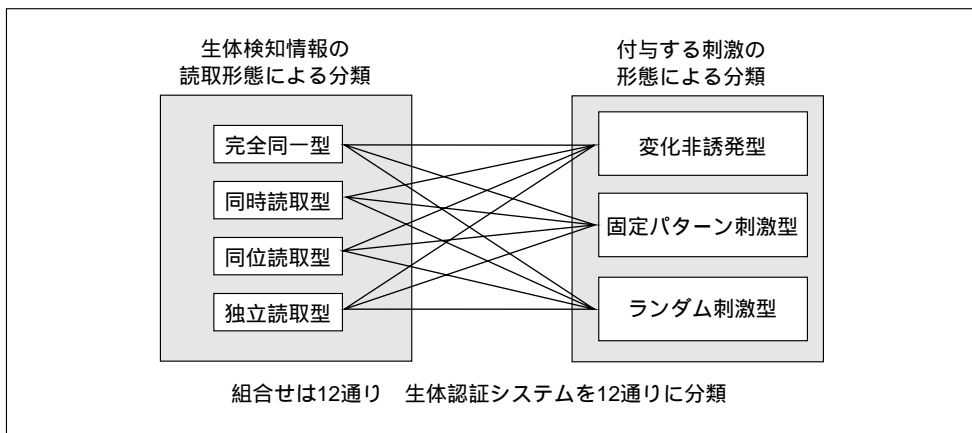 生体検知情報の
読取形態による分類
完全同一型
同時読取型
同位読取型
独立読取型
付与する刺激の
形態による分類
変化非誘発型
固定パターン刺激型
ランダム刺激型
組合せは12通り　生体認証システムを12通りに分類